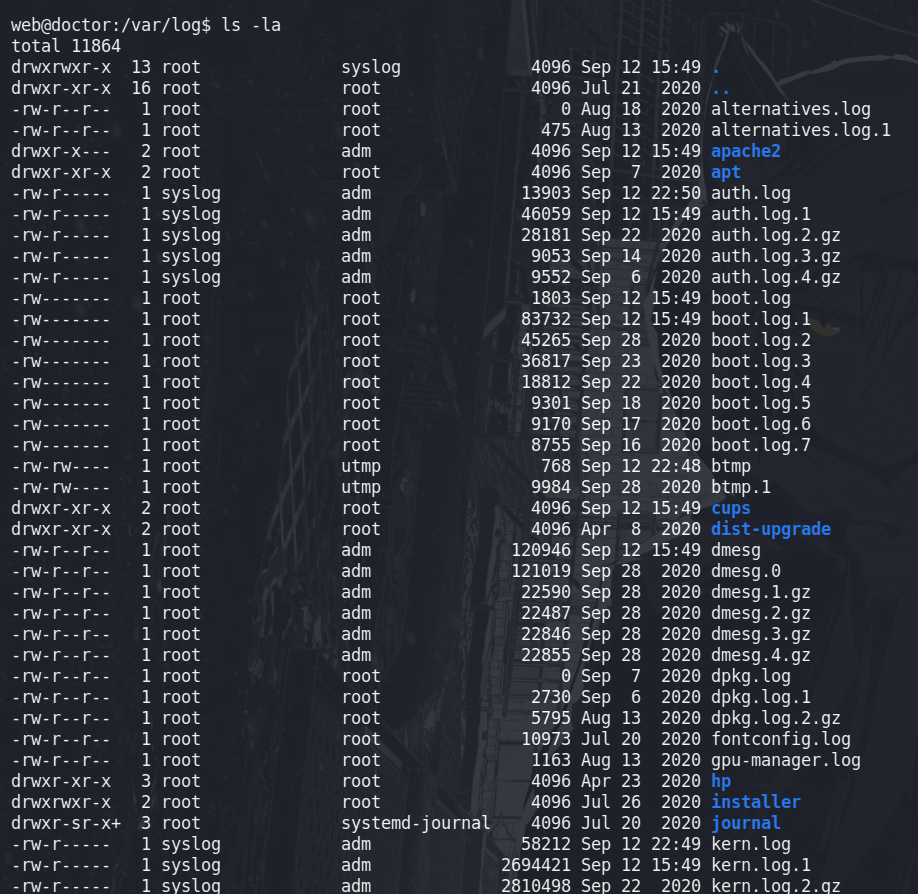 web@doctor:/var/log$ ls -la
total 11864
drwxrwxr-x  13 root              syslog             4096 Sep 12 15:49 .
drwxr-xr-x  16 root              root               4096 Jul 21  2020 ..
-rw-r--r--   1 root              root                  0 Aug 18  2020 alternatives.log
-rw-r--r--   1 root              root                475 Aug 13  2020 alternatives.log.1
drwxr-x---   2 root              adm                4096 Sep 12 15:49 apache2
drwxr-xr-x   2 root              root               4096 Sep  7  2020 apt
-rw-r-----   1 syslog            adm               13903 Sep 12 22:50 auth.log
-rw-r-----   1 syslog            adm               46059 Sep 12 15:49 auth.log.1
-rw-r-----   1 syslog            adm               28181 Sep 22  2020 auth.log.2.gz
-rw-r-----   1 syslog            adm                9053 Sep 14  2020 auth.log.3.gz
-rw-r-----   1 syslog            adm                9552 Sep  6  2020 auth.log.4.gz
-rw-------   1 root              root               1803 Sep 12 15:49 boot.log
-rw-------   1 root              root              83732 Sep 12 15:49 boot.log.1
-rw-------   1 root              root              45265 Sep 28  2020 boot.log.2
-rw-------   1 root              root              36817 Sep 23  2020 boot.log.3
-rw-------   1 root              root              18812 Sep 22  2020 boot.log.4
-rw-------   1 root              root               9301 Sep 18  2020 boot.log.5
-rw-------   1 root              root               9170 Sep 17  2020 boot.log.6
-rw-------   1 root              root               8755 Sep 16  2020 boot.log.7
-rw-rw----   1 root              utmp                768 Sep 12 22:48 btmp
-rw-rw----   1 root              utmp               9984 Sep 28  2020 btmp.1
drwxr-xr-x   2 root              root               4096 Sep 12 15:49 cups
drwxr-xr-x   2 root              root               4096 Apr  8  2020 dist-upgrade
-rw-r--r--   1 root              adm              120946 Sep 12 15:49 dmesg
-rw-r--r--   1 root              adm              121019 Sep 28  2020 dmesg.0
-rw-r--r--   1 root              adm               22590 Sep 28  2020 dmesg.1.gz
-rw-r--r--   1 root              adm               22487 Sep 28  2020 dmesg.2.gz
-rw-r--r--   1 root              adm               22846 Sep 28  2020 dmesg.3.gz
-rw-r--r--   1 root              adm               22855 Sep 28  2020 dmesg.4.gz
-rw-r--r--   1 root              root                  0 Sep  7  2020 dpkg.log
-rw-r--r--   1 root              root               2730 Sep  6  2020 dpkg.log.1
-rw-r--r--   1 root              root               5795 Aug 13  2020 dpkg.log.2.gz
-rw-r--r--   1 root              root              10973 Jul 20  2020 fontconfig.log
-rw-r--r--   1 root              root               1163 Aug 13  2020 gpu-manager.log
drwxr-xr-x   3 root              root               4096 Apr 23  2020 hp
drwxrwxr-x   2 root              root               4096 Jul 26  2020 installer
drwxr-sr-x+  3 root              systemd-journal    4096 Jul 20  2020 journal
-rw-r-----   1 syslog            adm               58212 Sep 12 22:49 kern.log
-rw-r-----   1 syslog            adm             2694421 Sep 12 15:49 kern.log.1
-rw-r-----   1 syslog            adm             2810498 Sep 22  2020 kern.log.2.gz